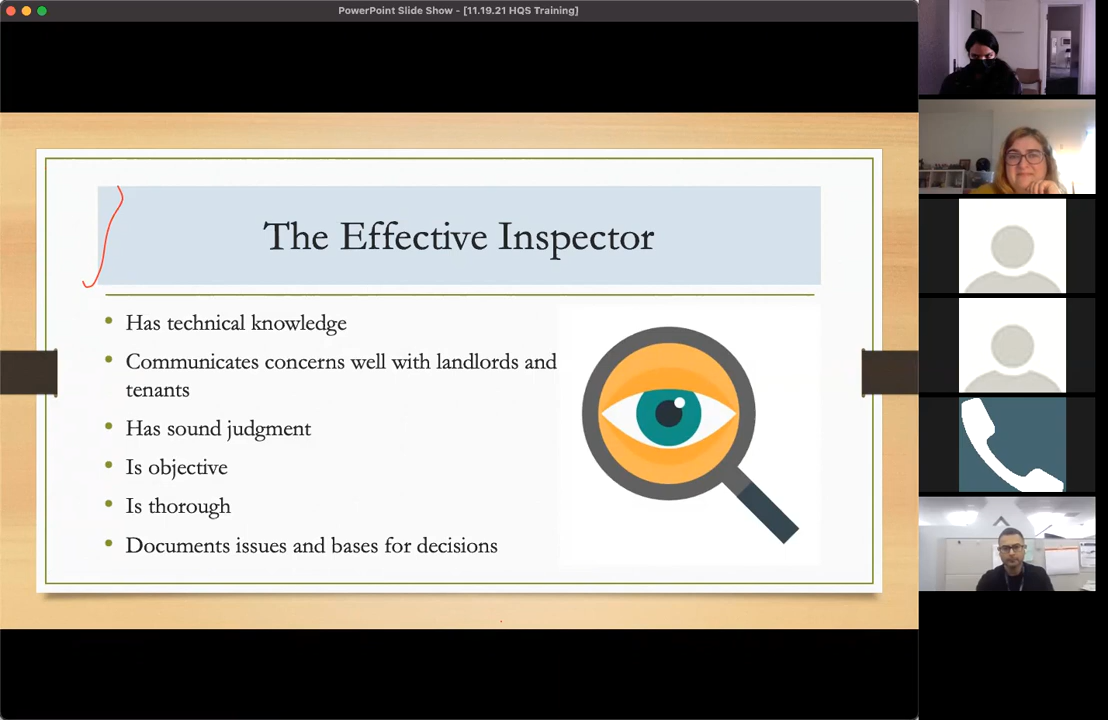 PowerPoint Slide Show - [11.19.21 HQS Training]
The Effective Inspector
Has technical knowledge
Communicates concerns well with landlords and
tenants
Has sound judgment
Is objective
Is thorough
Documents issues and bases for decisions